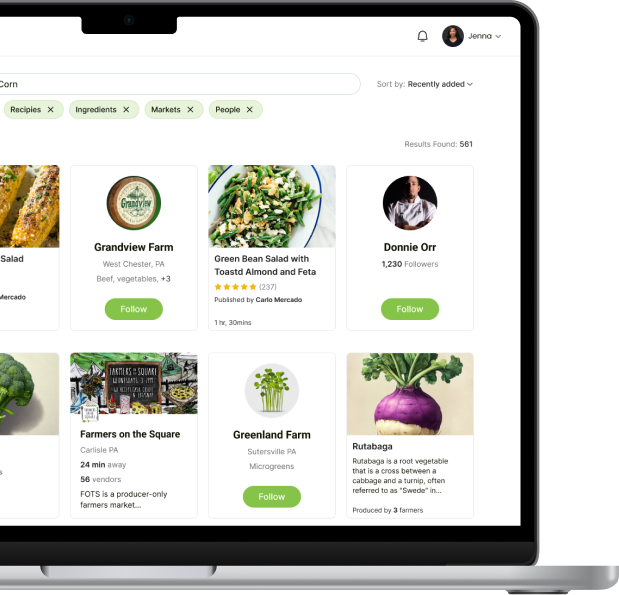 Jenna
Corn
Sort by: Recently added
Recipies X
Ingredients X
Markets X
People X
Results Found: 561
Salad
Mercado
Grandview
Grandview Farm
West Chester, PA
Beef, vegetables, +3
Follow
Green Bean Salad with
Toastd Almond and Feta
(237)
Published by Carlo Mercado
1 hr, 30mins
Donnie Orr
1,230 Followers
Follow
s
FARMERS ON THE SQUARE
WEDNESDAYS 3-7PM
Farmers on the Square
Carlisle PA
24 min away
56 vendors
FOTS is a producer-only
farmers market...
Greenland Farm
Sutersville PA
Microgreens
Follow
Rutabaga
Rutabaga is a root vegetable
that is a cross between a
cabbage and a turnip, often
referred to as "Swede" in...
Produced by 3 farmers